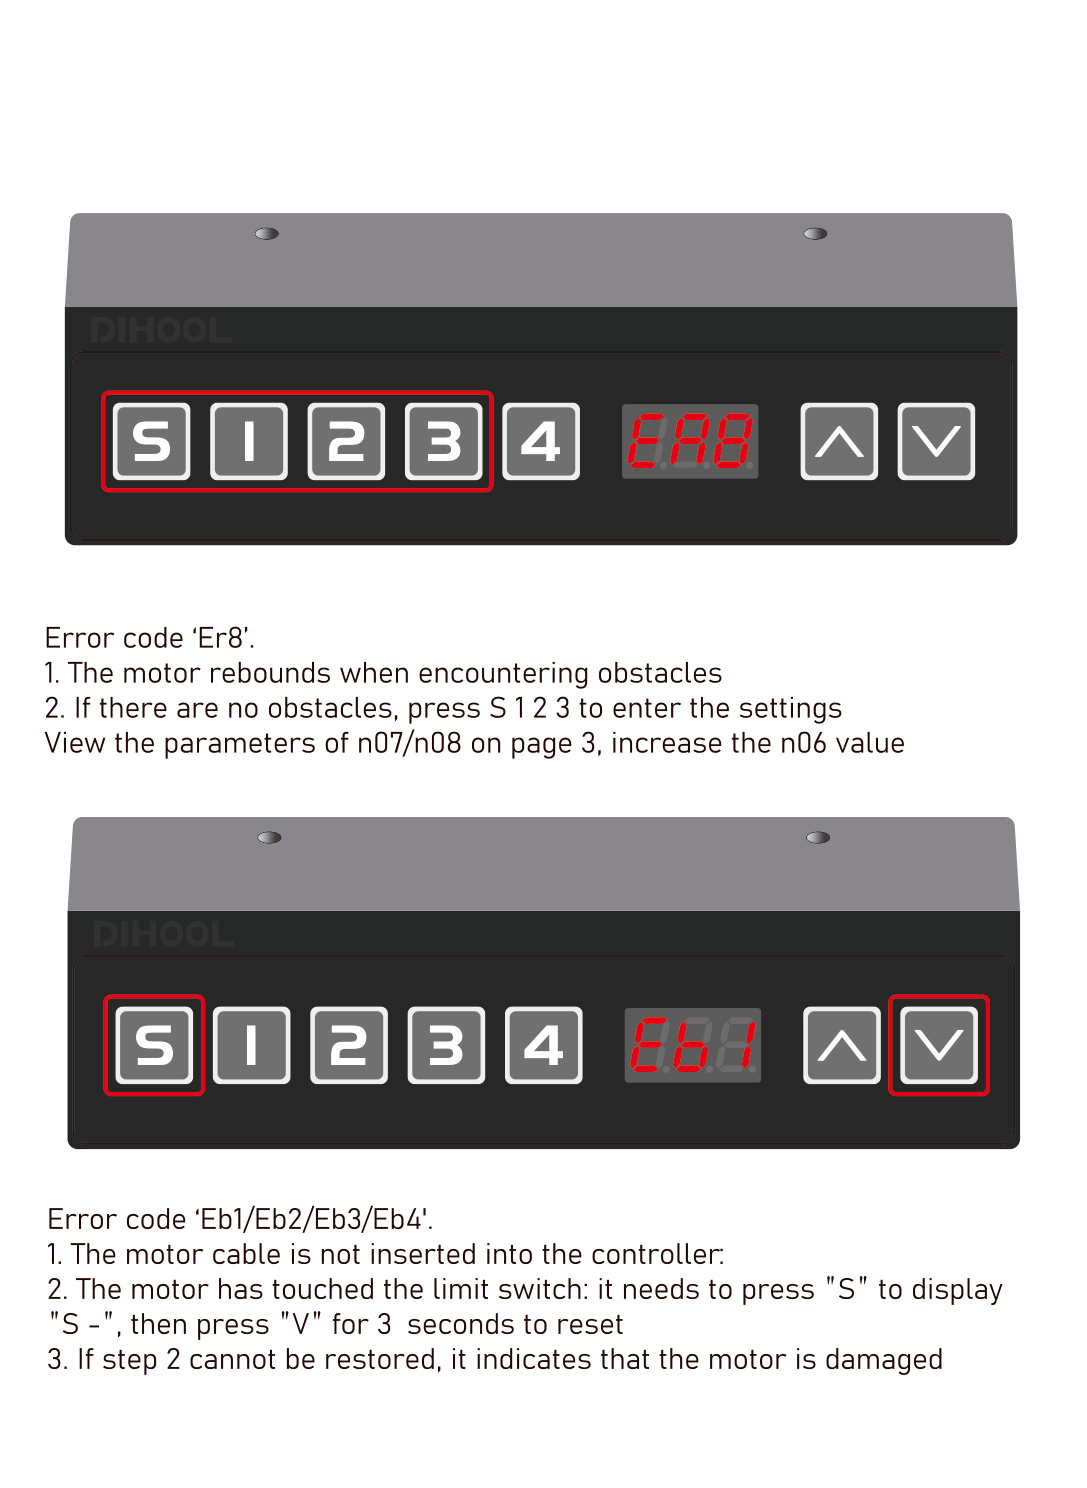 DIHOOL
S 1 2 3 4 EA8
Error code ‘Er8’.
1. The motor rebounds when encountering obstacles
2. If there are no obstacles, press S 1 2 3 to enter the settings
View the parameters of n07/n08 on page 3, increase the n06 value
DIHOOL
S 1 2 3 4 Eb1
Error code ‘Eb1/Eb2/Eb3/Eb4'.
1. The motor cable is not inserted into the controller:
2. The motor has touched the limit switch: it needs to press "S" to display
"S -", then press "V" for 3 seconds to reset
3. If step 2 cannot be restored, it indicates that the motor is damaged